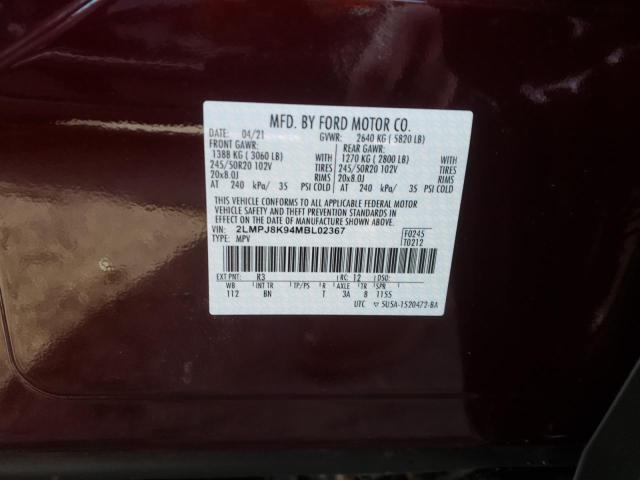 MFD. BY FORD MOTOR CO.
DATE: 04/21 GVWR: 2640 KG ( 5820 LB)
FRONT GAWR: REAR GAWR:
1388 KG ( 3060 LB) WITH 1270 KG ( 2800 LB) WITH
245/50R20 102V TIRES 245/50R20 102V TIRES
20x8.0J RIMS 20x8.0J RIMS
AT 240 kPa/ 35 PSI COLD AT 240 kPa/ 35 PSI COLD
THIS VEHICLE CONFORMS TO ALL APPLICABLE FEDERAL MOTOR
VEHICLE SAFETY AND THEFT PREVENTION STANDARDS IN
EFFECT ON THE DATE OF MANUFACTURE SHOWN ABOVE.
VIN: 2LMPJ8K94MBL02367 F0245
TYPE: MPV T0212
EXT PNT: R3 RC: 12 DSO:
WB INT TR TP/PS R AXLE TR SPR
112 BN T 3A 8 1155
UTC ▽ 5U5A-1520472-BA